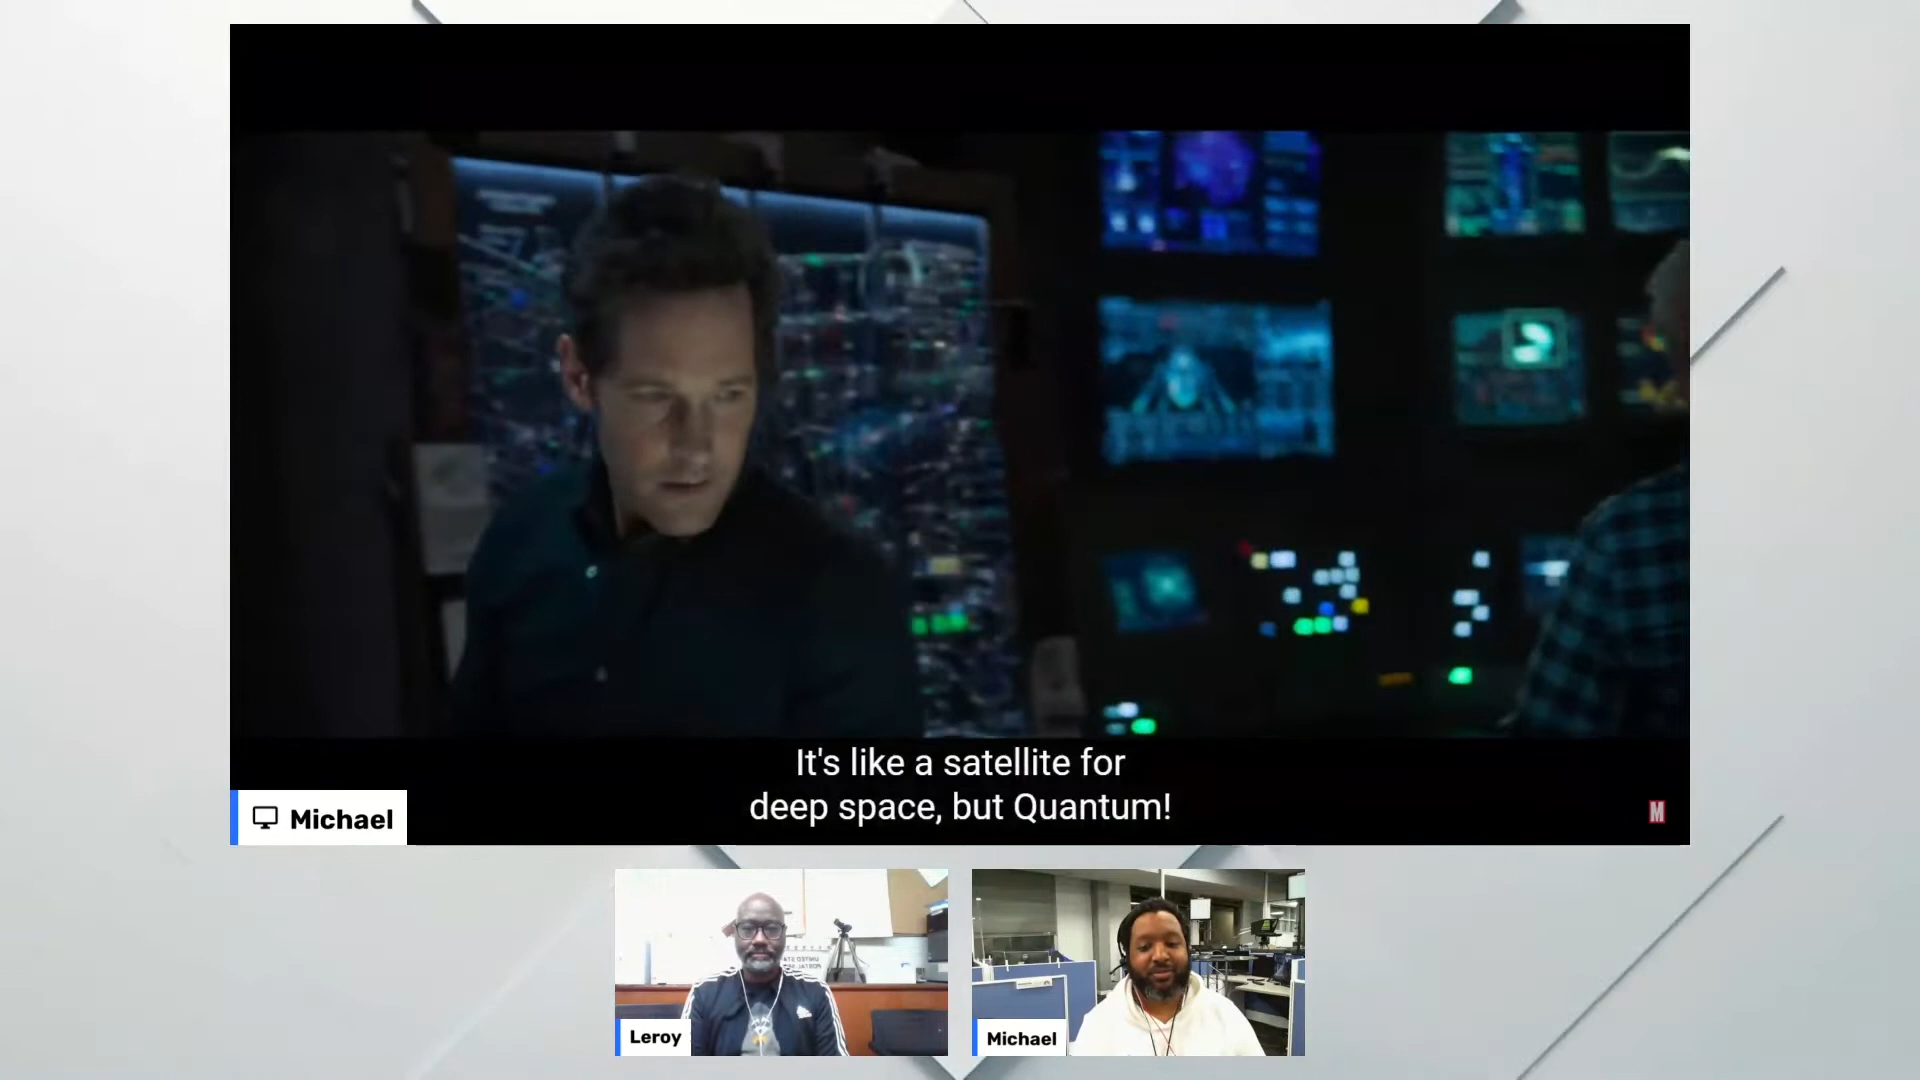 It's like a satellite for
deep space, but Quantum!
Michael
M
Leroy
Michael